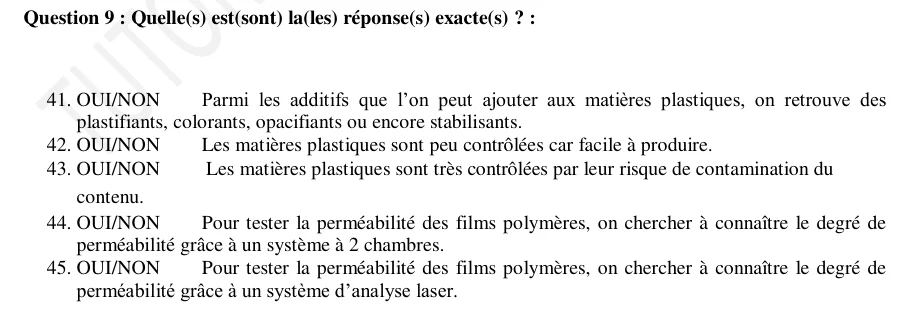 Question 9 : Quelle(s) est(sont) la(les) réponse(s) exacte(s) ? :
41. OUI/NON Parmi les additifs que l'on peut ajouter aux matières plastiques, on retrouve des
plastifiants, colorants, opacifiants ou encore stabilisants.
42. OUI/NON Les matières plastiques sont peu contrôlées car facile à produire.
43. OUI/NON Les matières plastiques sont très contrôlées par leur risque de contamination du
contenu.
44. OUI/NON Pour tester la perméabilité des films polymères, on chercher à connaître le degré de
perméabilité grâce à un système à 2 chambres.
45. OUI/NON Pour tester la perméabilité des films polymères, on chercher à connaître le degré de
perméabilité grâce à un système d'analyse laser.